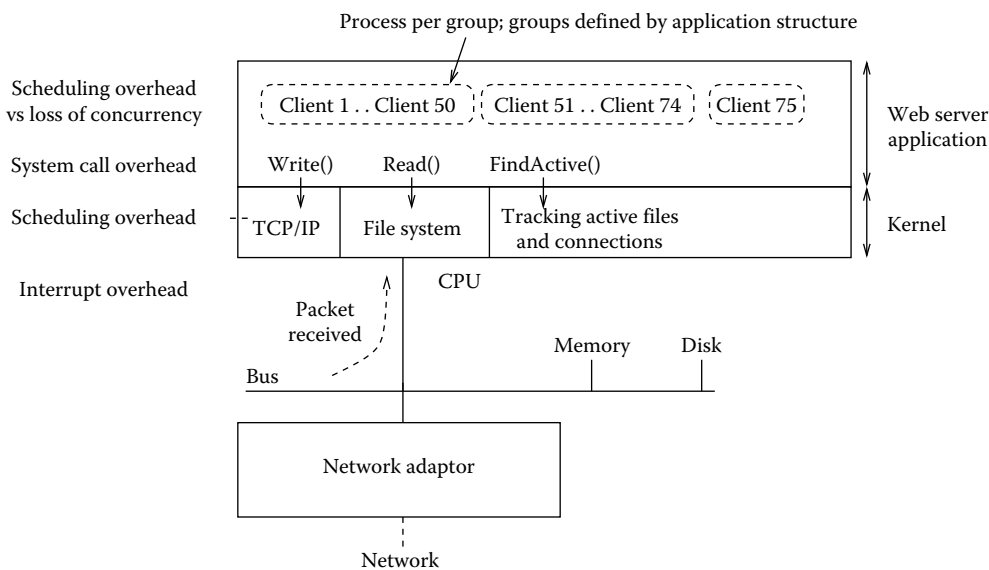 Process per group; groups defined by application structure
Scheduling overhead
vs loss of concurrency
Client 1 . . Client 50
Client 51 . . Client 74
Client 75
Web server
application
System call overhead
Write()
Read()
FindActive()
Scheduling overhead
TCP/IP
File system
Tracking active files
and connections
Kernel
Interrupt overhead
CPU
Packet
received
Memory
Disk
Bus
Network adaptor
Network